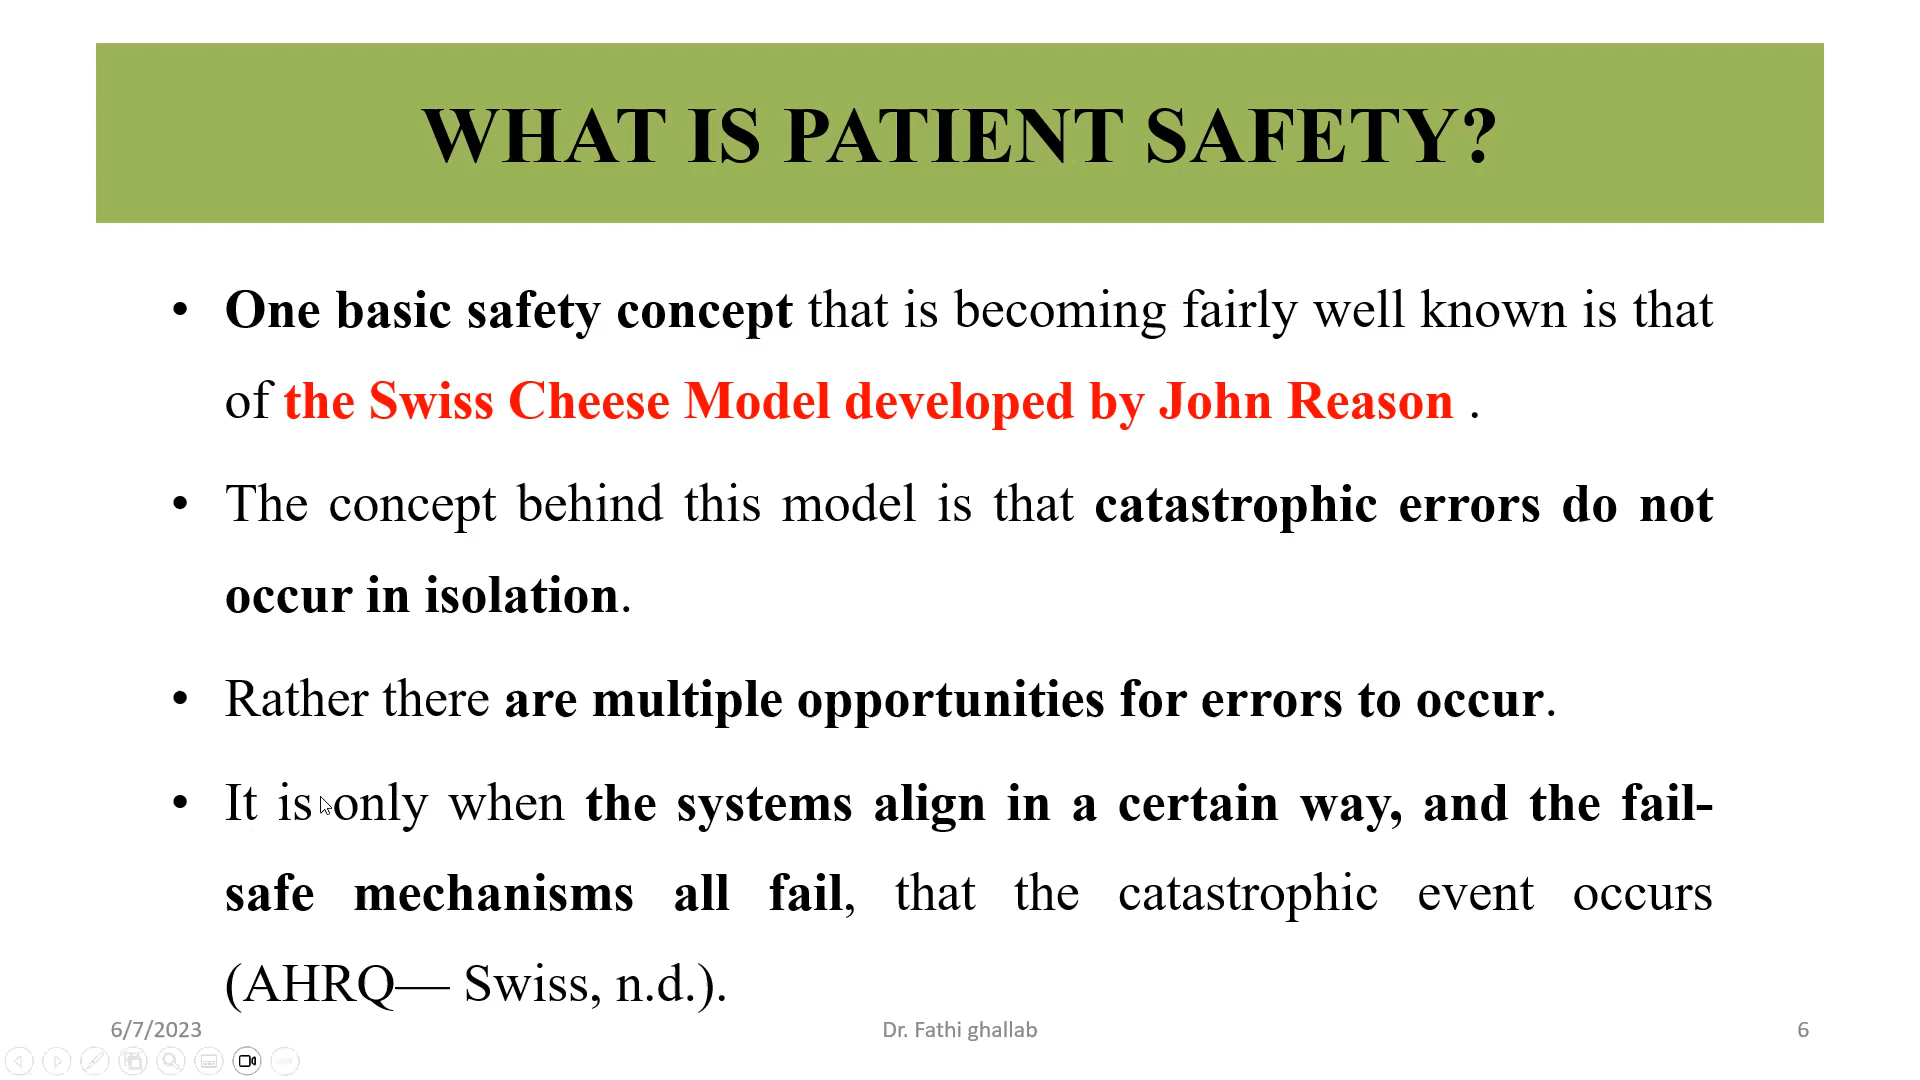 WHAT IS PATIENT SAFETY?
• One basic safety concept that is becoming fairly well known is that
of the Swiss Cheese Model developed by John Reason .
• The concept behind this model is that catastrophic errors do not
occur in isolation.
• Rather there are multiple opportunities for errors to occur.
• It is only when the systems align in a certain way, and the fail-
safe mechanisms all fail, that the catastrophic event occurs
(AHRQ— Swiss, n.d.).
6/7/2023
Dr. Fathi ghallab
6